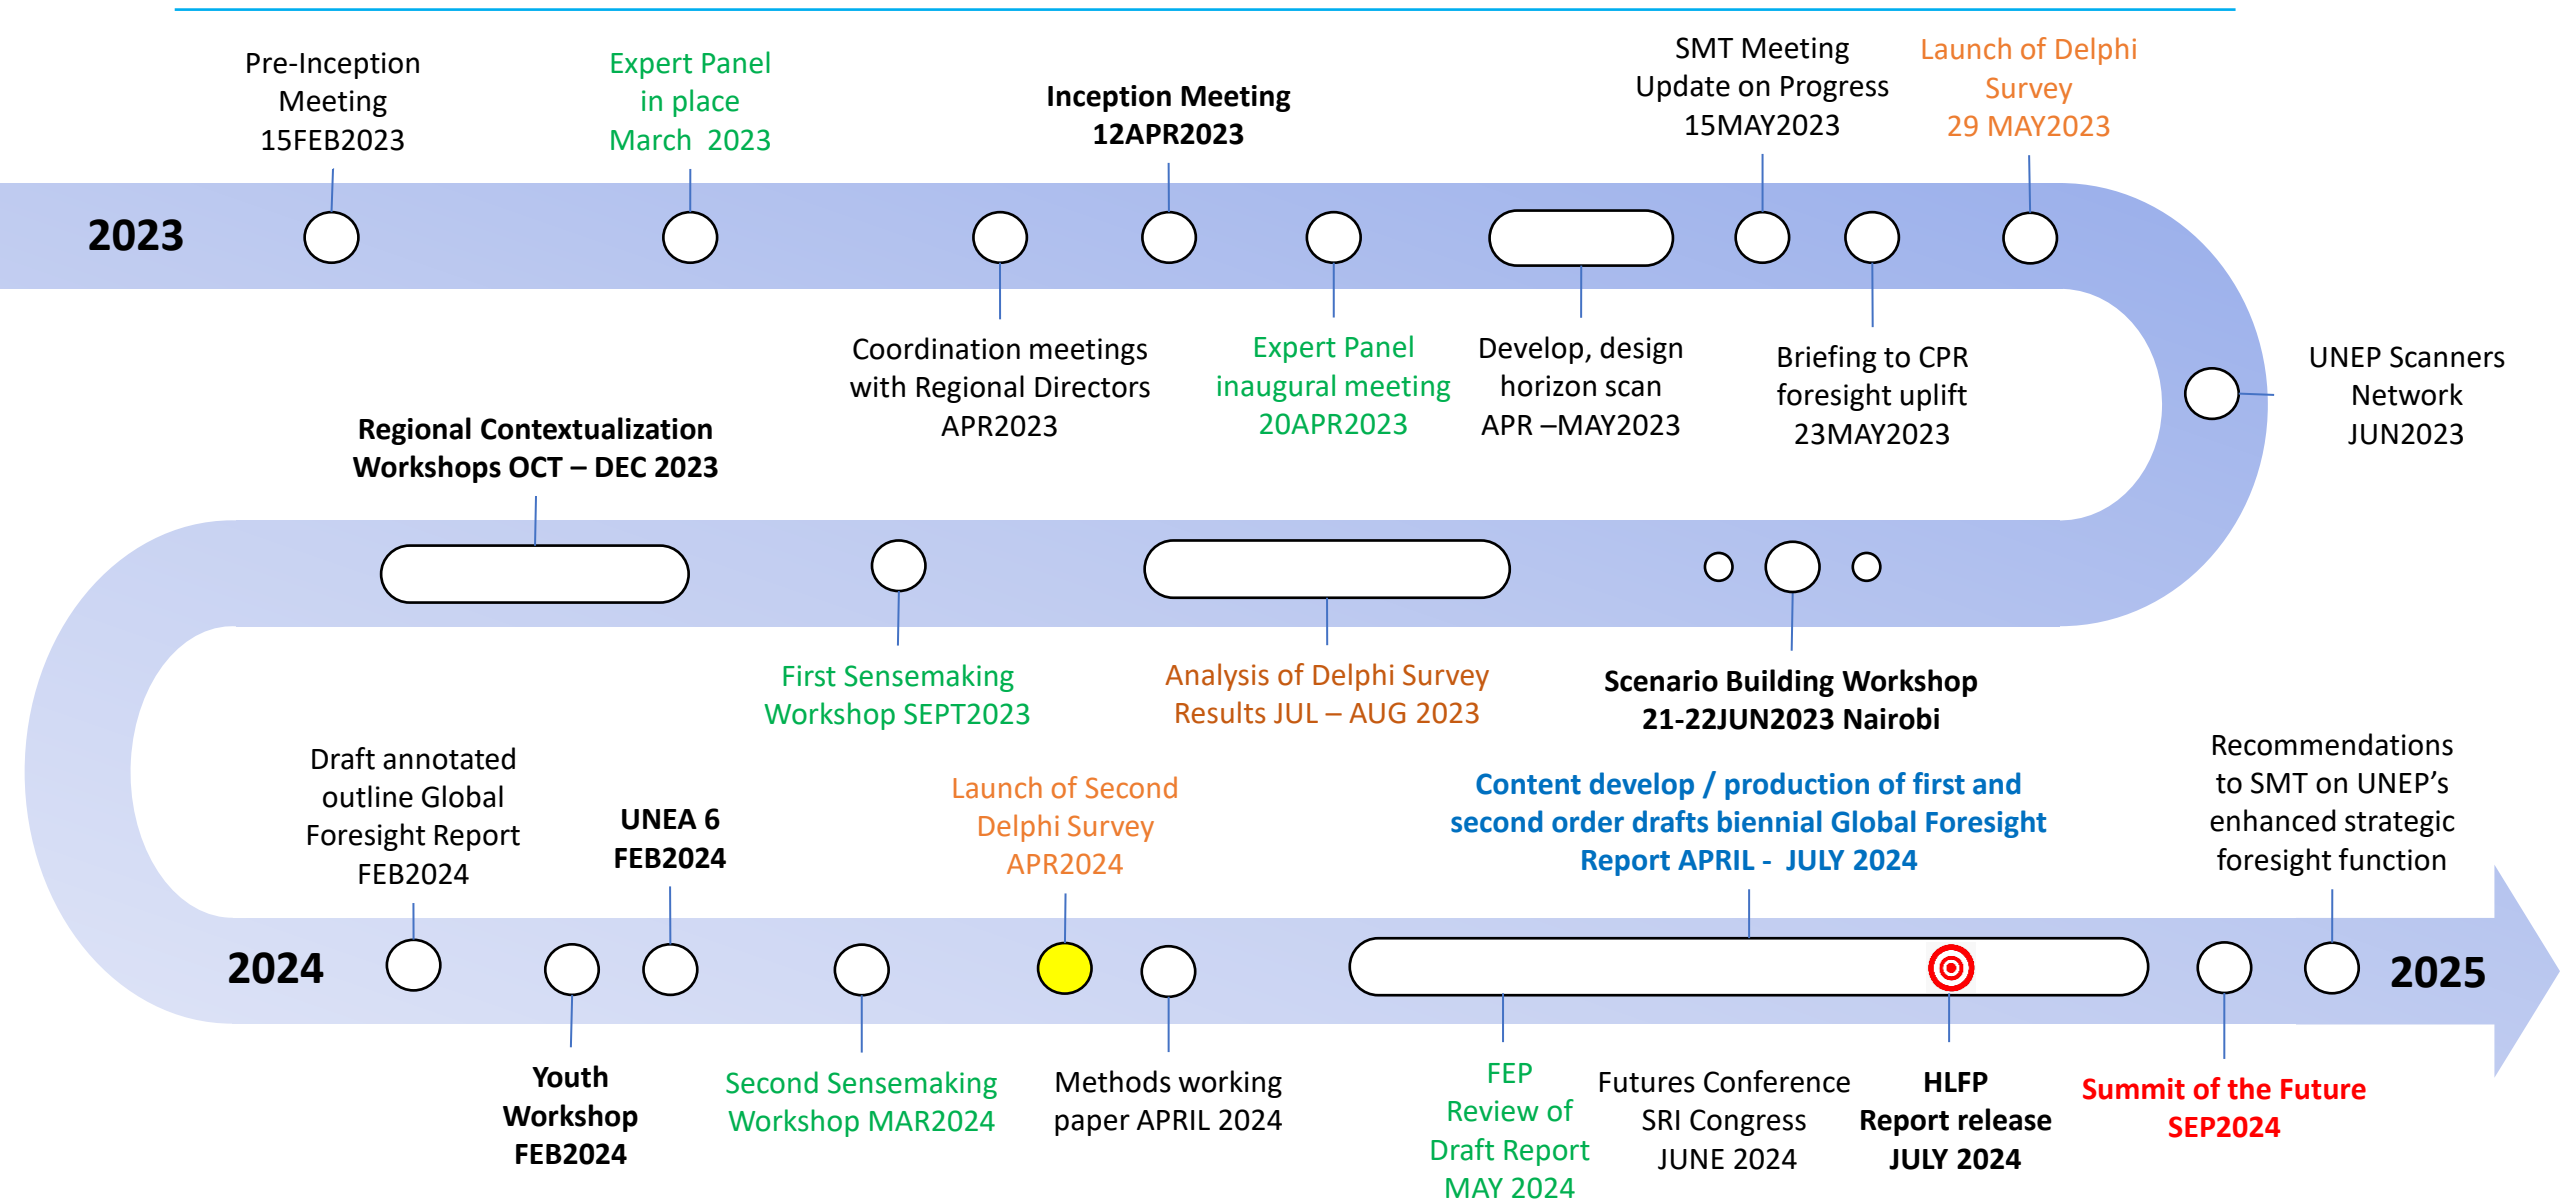 Pre-Inception
Meeting
15FEB2023
Expert Panel
in place
March  2023
Inception Meeting
12APR2023
SMT Meeting
Update on Progress
15MAY2023
Launch of Delphi
Survey
29 MAY2023
2023
Coordination meetings
with Regional Directors
APR2023
Expert Panel
inaugural meeting
20APR2023
Develop, design
horizon scan
APR –MAY2023
Briefing to CPR
foresight uplift
23MAY2023
UNEP Scanners
Network
JUN2023
Regional Contextualization
Workshops OCT – DEC 2023
First Sensemaking
Workshop SEPT2023
Analysis of Delphi Survey
Results JUL – AUG 2023
Scenario Building Workshop
21-22JUN2023 Nairobi
Draft annotated
outline Global
Foresight Report
FEB2024
UNEA 6
FEB2024
Launch of Second
Delphi Survey
APR2024
Content develop / production of first and
second order drafts biennial Global Foresight
Report APRIL -  JULY 2024
Recommendations
to SMT on UNEP’s
enhanced strategic
foresight function
2024
2025
Youth
Workshop
FEB2024
Second Sensemaking
Workshop MAR2024
Methods working
paper APRIL 2024
FEP
Review of
Draft Report
MAY 2024
Futures Conference
SRI Congress
JUNE 2024
HLFP
Report release
JULY 2024
Summit of the Future
SEP2024